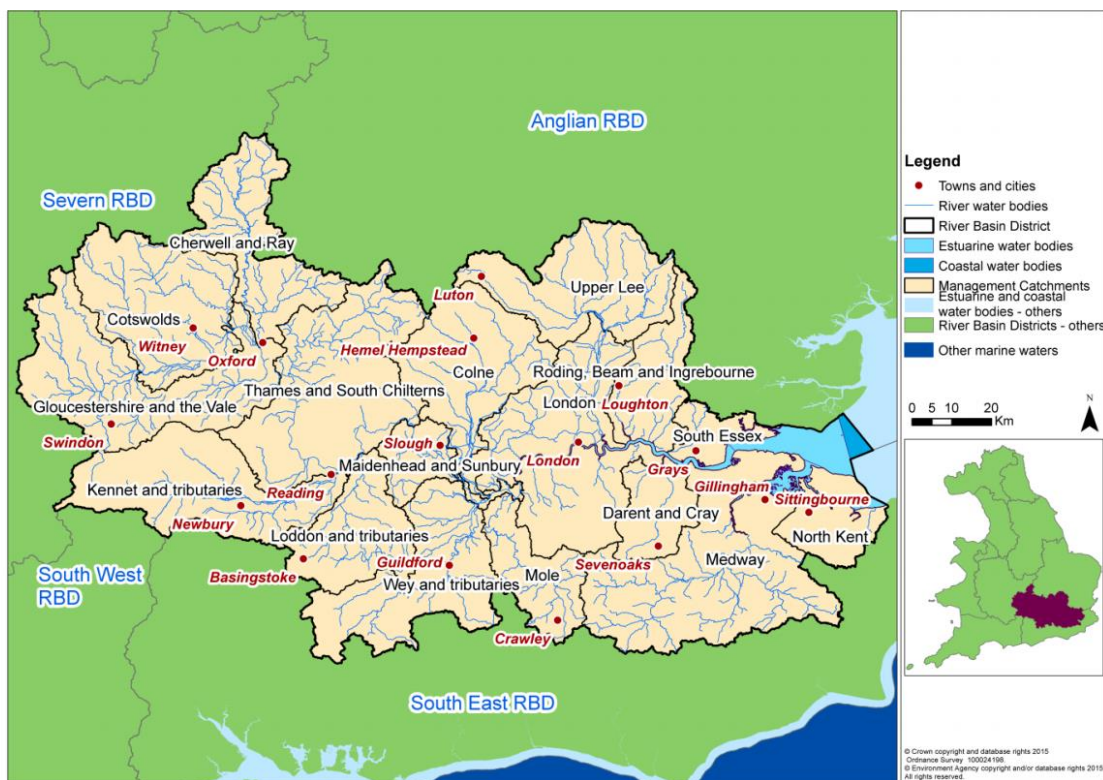 Anglian RBD
Severn RBD
Cherwell and Ray
Luton
Upper Lee
Cotswolds
Witney
Oxford
Hemel Hempstead
Colne
Roding, Beam and Ingrebourne
Thames and South Chilterns
London
Loughton
Gloucestershire and the Vale
Swindon
Slough
South Essex
London
Grays
Maidenhead and Sunbury
Reading
Gillingham
Sittingbourne
Kennet and tributaries
Newbury
Darent and Cray
North Kent
Loddon and tributaries
Basingstoke
Guildford
Sevenoaks
Medway
Mole
Wey and tributaries
South West
RBD
Crawley
South East RBD
Legend
Towns and cities
River water bodies
River Basin District
Estuarine water bodies
Coastal water bodies
Management Catchments
Estuarine and coastal
water bodies - others
River Basin Districts - others
Other marine waters
N
0 5 10 20
Km
© Crown copyright and database rights 2015
Ordnance Survey 100024198.
© Environment Agency copyright and/or database rights 2015
All rights reserved.